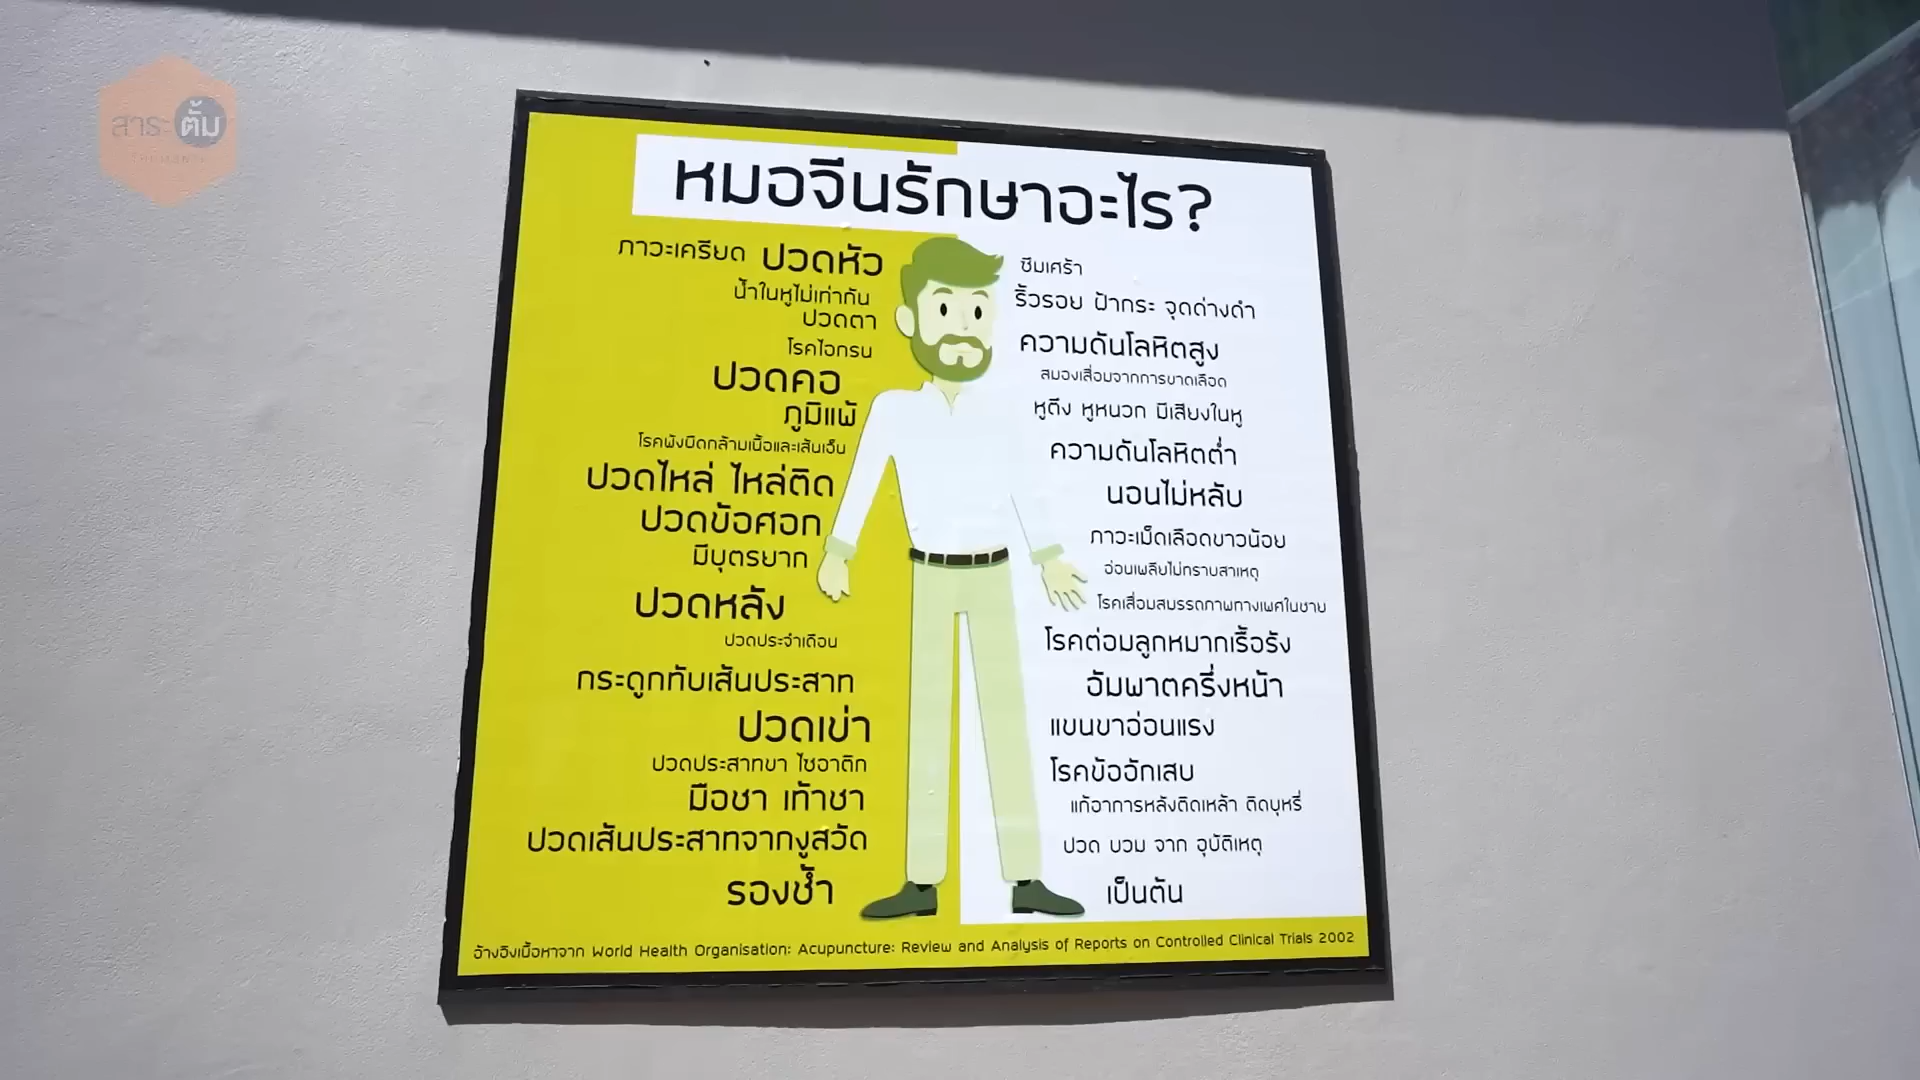 สาระตั้ม
หมอจีนรักษาอะไร?
ภาวะเครียด ปวดหัว
น้ำในหูไม่เท่ากัน
ปวดตา
โรคไอกรน
ปวดคอ
ภูมิแพ้
โรคพังผืดกล้ามเนื้อและเส้นเอ็น
ปวดไหล่ ไหล่ติด
ปวดข้อศอก
มีบุตรยาก
ปวดหลัง
ปวดประจำเดือน
กระดูกทับเส้นประสาท
ปวดเข่า
ปวดประสาทขา ไซอาติก
มือชา เท้าชา
ปวดเส้นประสาทจากงูสวัด
รองช้ำ
ซึมเศร้า
ริ้วรอย ฝ้ากระ จุดด่างดำ
ความดันโลหิตสูง
สมองเสื่อมจากการขาดเลือด
หูตึง หูหนวก มีเสียงในหู
ความดันโลหิตต่ำ
นอนไม่หลับ
ภาวะเม็ดเลือดขาวน้อย
อ่อนเพลียไม่ทราบสาเหตุ
โรคเสื่อมสมรรถภาพทางเพศในชาย
โรคต่อมลูกหมากเรื้อรัง
อัมพาตครึ่งหน้า
แขนขาอ่อนแรง
โรคข้ออักเสบ
แก้อาการหลังติดเหล้า ติดบุหรี่
ปวด บวม จาก อุบัติเหตุ
เป็นต้น
อ้างอิงเนื้อหาจาก World Health Organisation: Acupuncture: Review and Analysis of Reports on Controlled Clinical Trials 2002